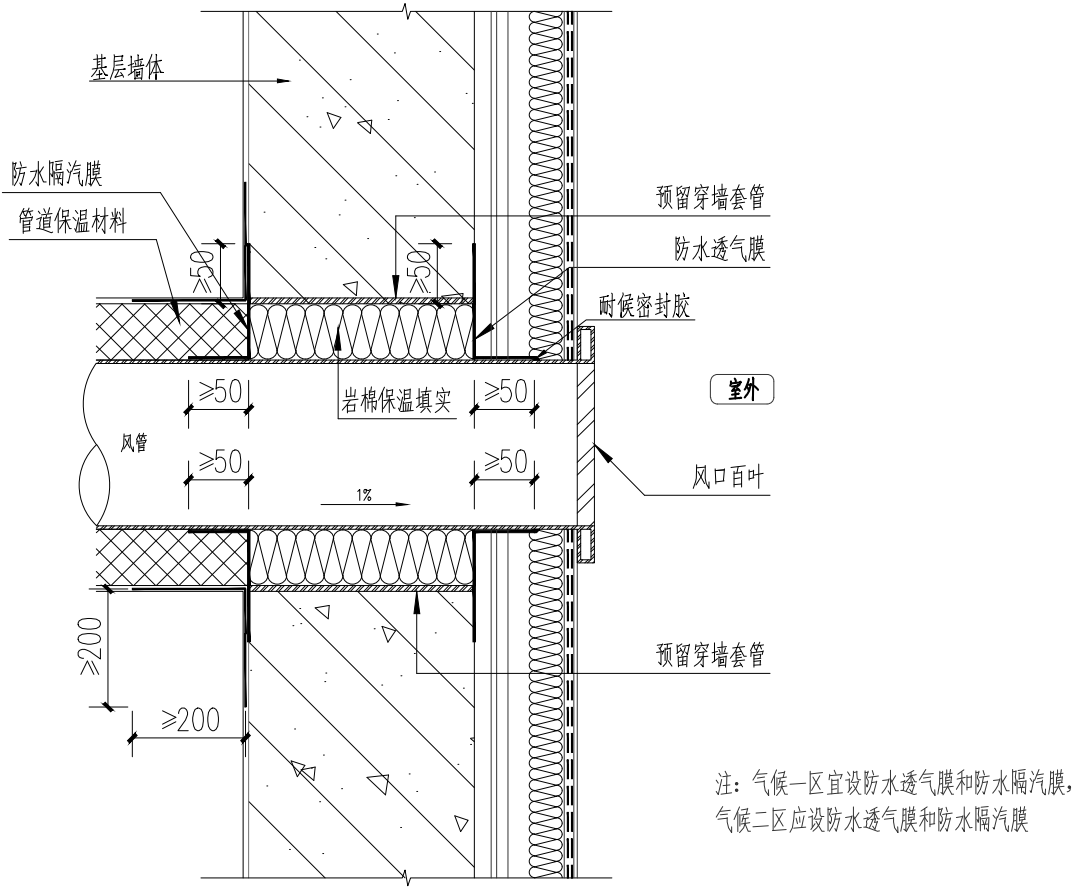 基层墙体
防水隔汽膜
管道保温材料
预留穿墙套管
防水透气膜
耐候密封胶
≥50
≥50
≥50
岩棉保温填实
≥50
室外
风管
≥50
≥50
风口百叶
1%
≥200
预留穿墙套管
≥200
注：气候一区宜设防水透气膜和防水隔汽膜，
气候二区应设防水透气膜和防水隔汽膜